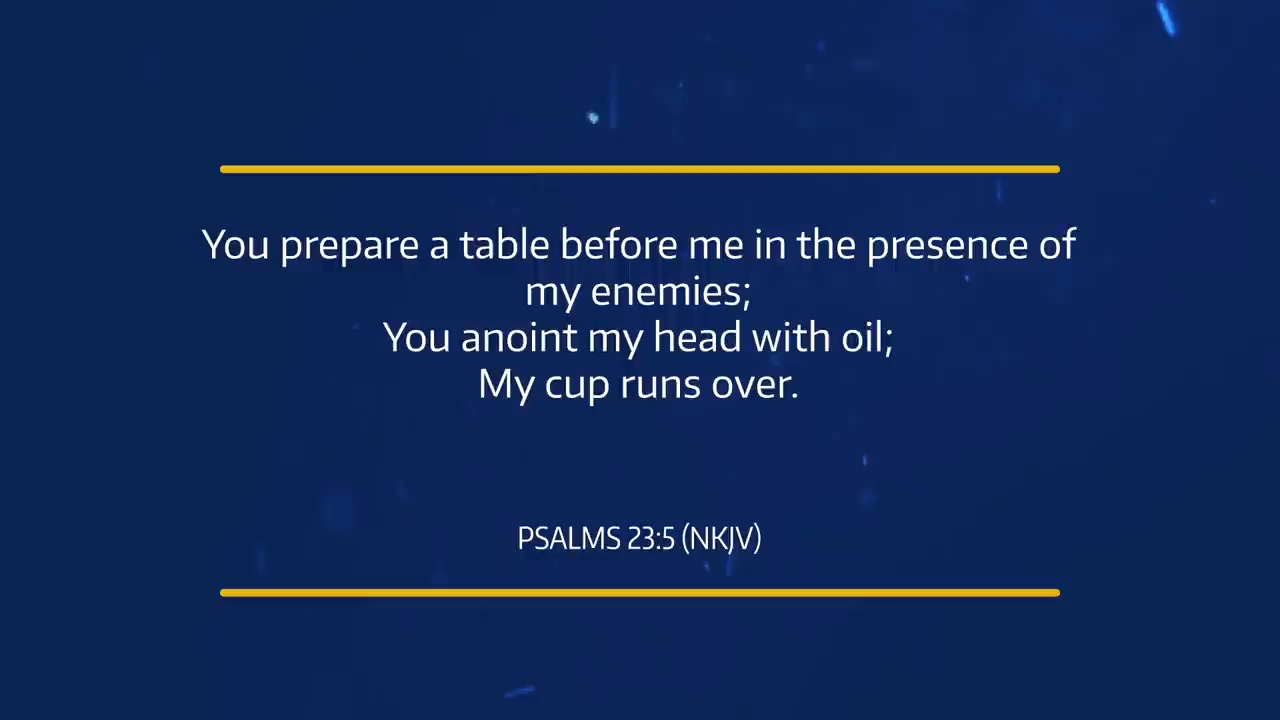 You prepare a table before me in the presence of
my enemies;
You anoint my head with oil;
My cup runs over.
PSALMS 23:5 (NKJV)